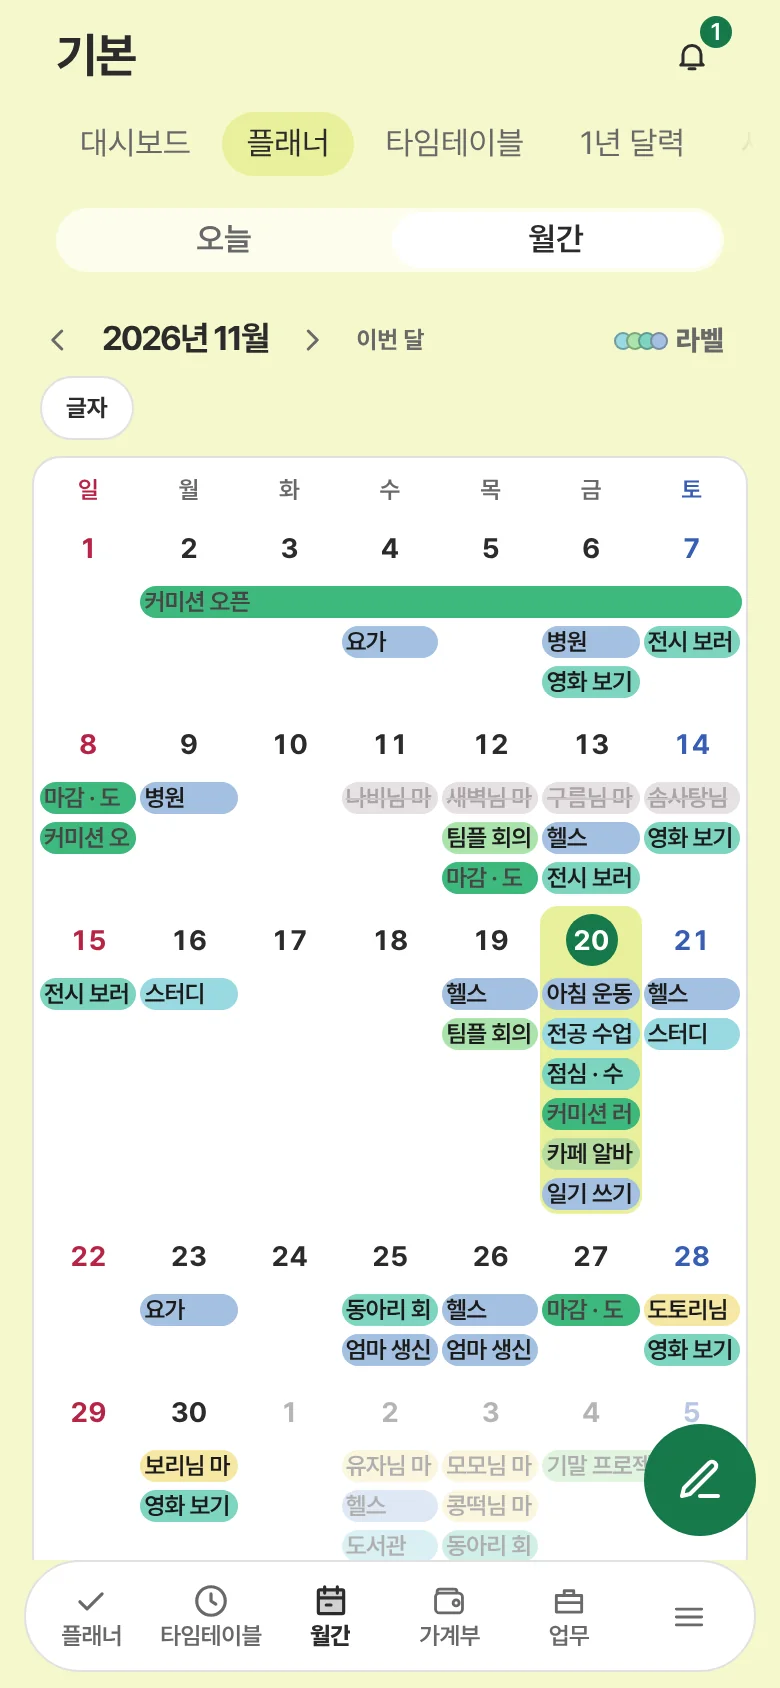 기본
1
대시보드 플래너 타임테이블 1년 달력
오늘 월간
2026년 11월 이번 달 라벨
글자
일 월 화 수 목 금 토
1 2 3 4 5 6 7
커미션 오픈
요가 병원 전시 보러
영화 보기
8 9 10 11 12 13 14
마감 · 도 병원 나비님 마 새벽님 마 구름님 마 솜사탕님
커미션 오 팀플 회의 헬스 영화 보기
마감 · 도 전시 보러
15 16 17 18 19 20 21
전시 보러 스터디 헬스 아침 운동 헬스
팀플 회의 전공 수업 스터디
점심 · 수
커미션 러
카페 알바
일기 쓰기
22 23 24 25 26 27 28
요가 동아리 회 헬스 마감 · 도 도토리님
엄마 생신 엄마 생신 영화 보기
29 30 1 2 3 4 5
보리님 마 유자님 마 모모님 마 기말 프로젝
영화 보기 헬스 콩떡님 마
도서관 동아리 회
플래너 타임테이블 월간 가계부 업무